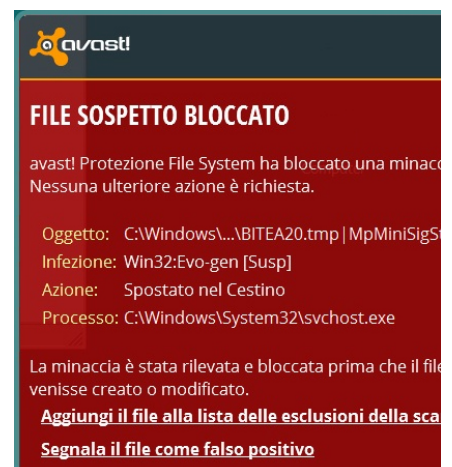 avast!
FILE SOSPETTO BLOCCATO
avast! Protezione File System ha bloccato una
Nessuna ulteriore azione è richiesta.
Oggetto: C:\Windows\...\BITEA20.tmp|MpMiniSigSt
Infezione: Win32:Evo-gen [Susp]
Azione: Spostato nel Cestino
Processo: C:\Windows\System32\svchost.exe
La minaccia è stata rilevata e bloccata prima che il file
venisse creato o modificato.
Aggiungi il file alla lista delle esclusioni della
Segnala il file come falso positivo